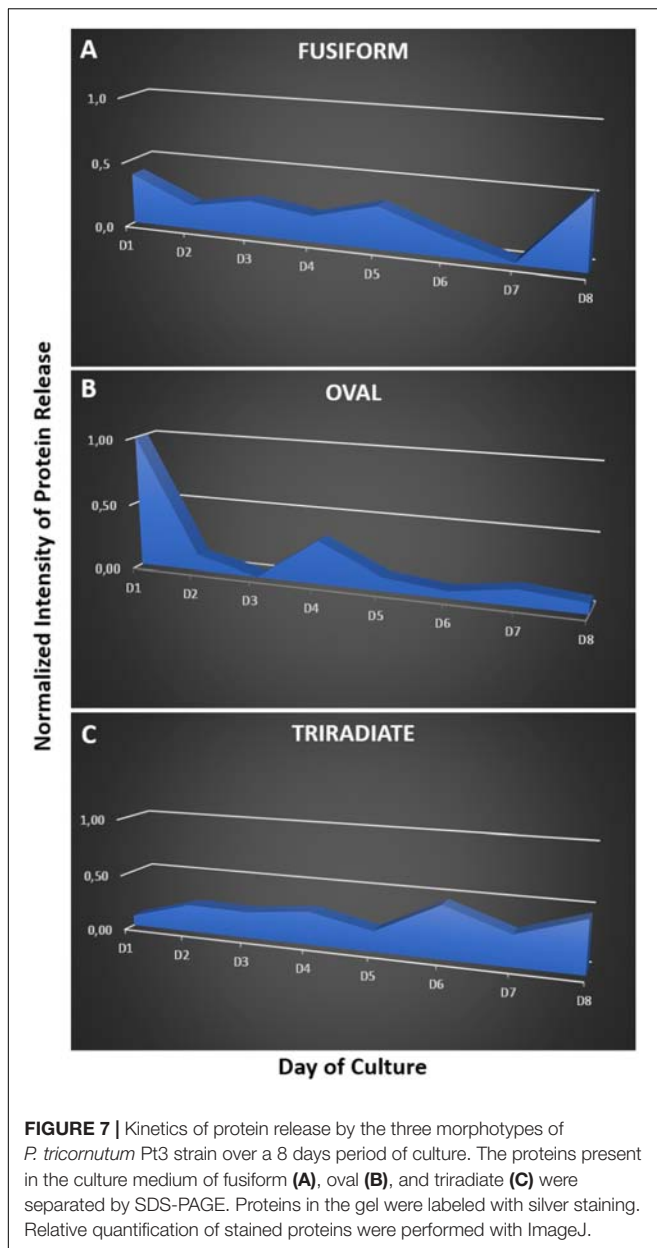 Normalized Intensity of Protein Release
A
FUSIFORM
1,0
0,5
0,0
D1
D2
D3
D4
D5
D6
D7
D8
B
OVAL
1,00
0,50
0,00
D1
D2
D3
D4
D5
D6
D7
D8
C
TRIRADIATE
1,00
0,50
0,00
D1
D2
D3
D4
D5
D6
D7
D8
Day of Culture
FIGURE 7 | Kinetics of protein release by the three morphotypes of
P. tricornutum Pt3 strain over a 8 days period of culture. The proteins present
in the culture medium of fusiform (A), oval (B), and triradiate (C) were
separated by SDS-PAGE. Proteins in the gel were labeled with silver staining.
Relative quantification of stained proteins were performed with ImageJ.